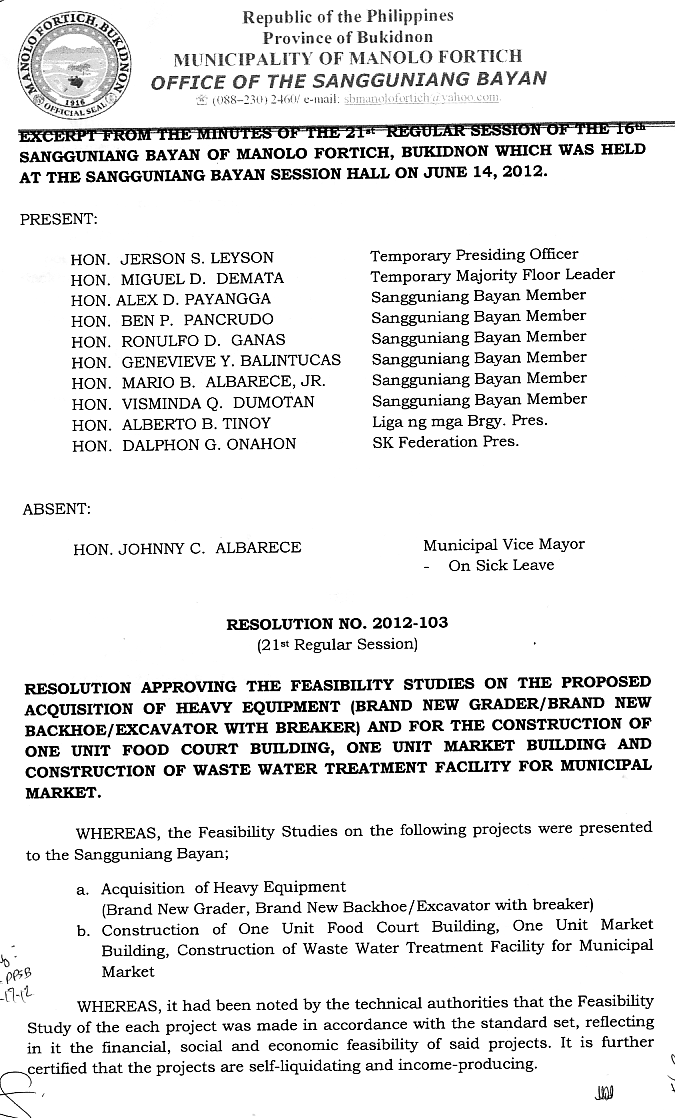 Republic of the Philippines
Province of Bukidnon
MUNICIPALITY OF MANOLO FORTICH
OFFICE OF THE SANGGUNIANG BAYAN
☏ (088–230) 2460/ e-mail: sbmanolofortich@yahoo.com
MANOLO FORTICH, BUKIDNON
1916
OFFICIAL SEAL
EXCERPT FROM THE MINUTES OF THE 21st REGULAR SESSION OF THE 16th
SANGGUNIANG BAYAN OF MANOLO FORTICH, BUKIDNON WHICH WAS HELD
AT THE SANGGUNIANG BAYAN SESSION HALL ON JUNE 14, 2012.
PRESENT:
HON. JERSON S. LEYSON Temporary Presiding Officer
HON. MIGUEL D. DEMATA Temporary Majority Floor Leader
HON. ALEX D. PAYANGGA Sangguniang Bayan Member
HON. BEN P. PANCRUDO Sangguniang Bayan Member
HON. RONULFO D. GANAS Sangguniang Bayan Member
HON. GENEVIEVE Y. BALINTUCAS Sangguniang Bayan Member
HON. MARIO B. ALBARECE, JR. Sangguniang Bayan Member
HON. VISMINDA Q. DUMOTAN Sangguniang Bayan Member
HON. ALBERTO B. TINOY Liga ng mga Brgy. Pres.
HON. DALPHON G. ONAHON SK Federation Pres.
ABSENT:
HON. JOHNNY C. ALBARECE Municipal Vice Mayor
- On Sick Leave
RESOLUTION NO. 2012-103
(21st Regular Session)
RESOLUTION APPROVING THE FEASIBILITY STUDIES ON THE PROPOSED
ACQUISITION OF HEAVY EQUIPMENT (BRAND NEW GRADER/BRAND NEW
BACKHOE/EXCAVATOR WITH BREAKER) AND FOR THE CONSTRUCTION OF
ONE UNIT FOOD COURT BUILDING, ONE UNIT MARKET BUILDING AND
CONSTRUCTION OF WASTE WATER TREATMENT FACILITY FOR MUNICIPAL
MARKET.
WHEREAS, the Feasibility Studies on the following projects were presented
to the Sangguniang Bayan;
a. Acquisition of Heavy Equipment
(Brand New Grader, Brand New Backhoe/Excavator with breaker)
b. Construction of One Unit Food Court Building, One Unit Market
Building, Construction of Waste Water Treatment Facility for Municipal
Market
WHEREAS, it had been noted by the technical authorities that the Feasibility
Study of the each project was made in accordance with the standard set, reflecting
in it the financial, social and economic feasibility of said projects. It is further
certified that the projects are self-liquidating and income-producing.